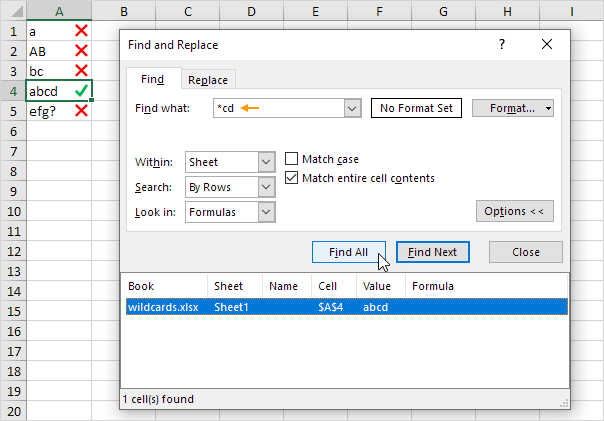 A B C D E F G H I
1 a
2 AB
3 bc
4 abcd
5 efg?
6
7
8
9
10
11
12
13
14
15
16
17
18
19
20
Find and Replace ?
Find Replace
Find what: *cd No Format Set Format...
Within: Sheet Match case
Search: By Rows Match entire cell contents
Look in: Formulas Options <<
Find All Find Next Close
Book Sheet Name Cell Value Formula
wildcards.xlsx Sheet1 $A$4 abcd
1 cell(s) found